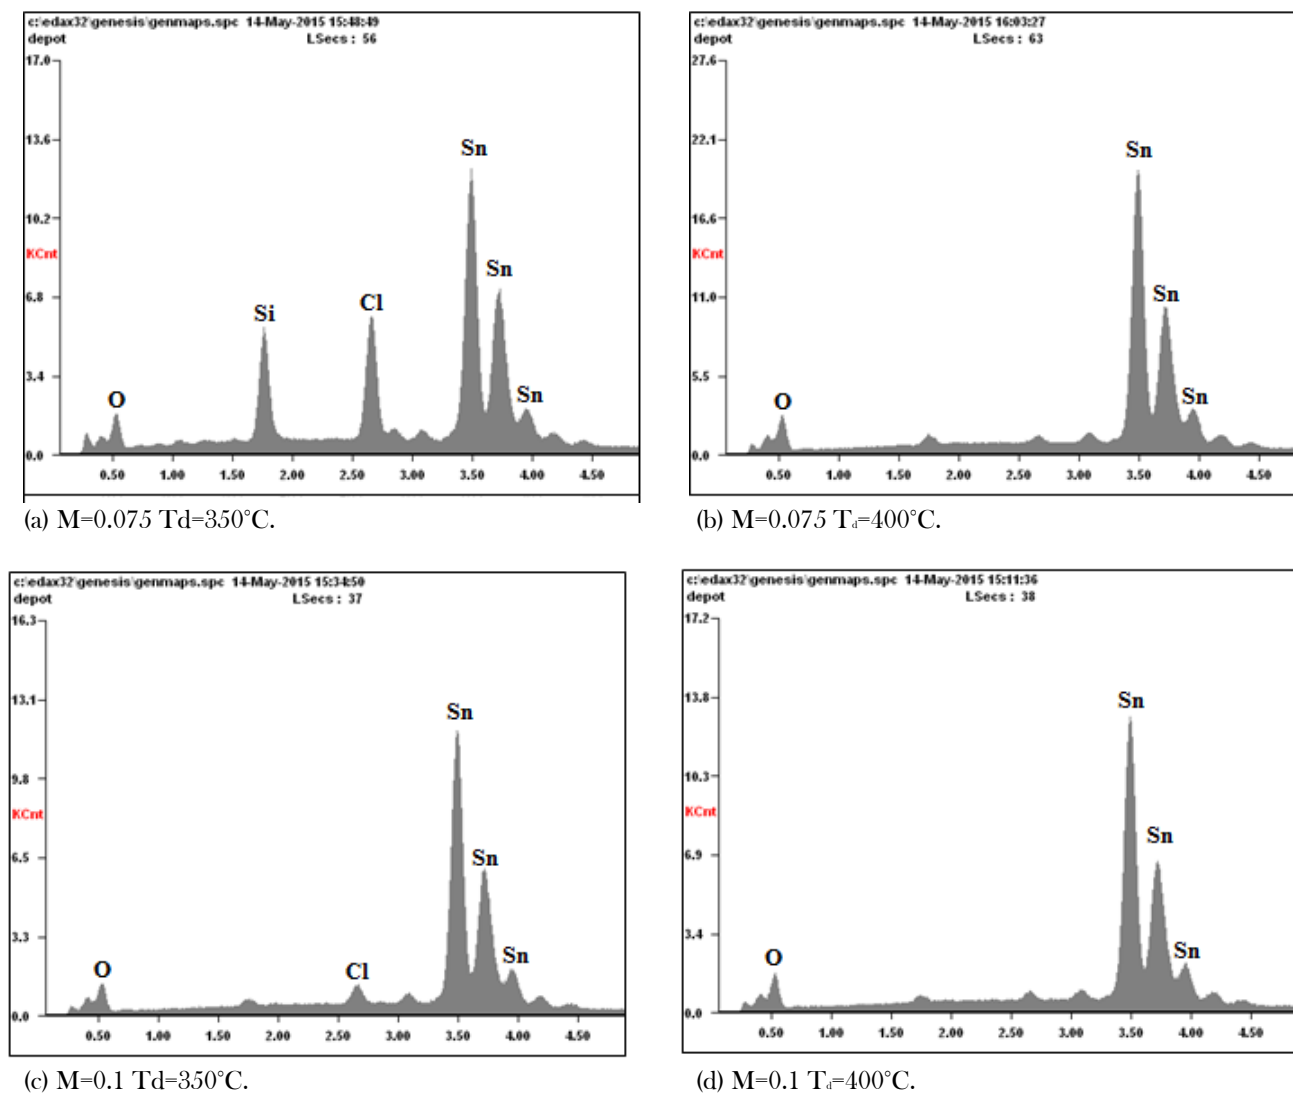 c:\edax32\genesis\genmaps.spc 14-May-2015 15:48:49
depot LSecs : 56
17.0
13.6
10.2
KCnt
6.8
3.4
0.0
Sn
Sn
Cl
Si
Sn
O
0.50 1.00 1.50 2.00 2.50 3.00 3.50 4.00 4.50
(a) M=0.075 Td=350°C.
c:\edax32\genesis\genmaps.spc 14-May-2015 16:03:27
depot LSecs : 63
27.6
22.1
16.6
KCnt
11.0
5.5
0.0
Sn
Sn
Sn
O
0.50 1.00 1.50 2.00 2.50 3.00 3.50 4.00 4.50
(b) M=0.075 Td=400°C.
c:\edax32\genesis\genmaps.spc 14-May-2015 15:34:50
depot LSecs : 37
16.3
13.1
9.8
KCnt
6.5
3.3
0.0
Sn
Sn
Sn
Cl
O
0.50 1.00 1.50 2.00 2.50 3.00 3.50 4.00 4.50
(c) M=0.1 Td=350°C.
c:\edax32\genesis\genmaps.spc 14-May-2015 15:11:36
depot LSecs : 38
17.2
13.8
10.3
KCnt
6.9
3.4
0.0
Sn
Sn
Sn
O
0.50 1.00 1.50 2.00 2.50 3.00 3.50 4.00 4.50
(d) M=0.1 Td=400°C.